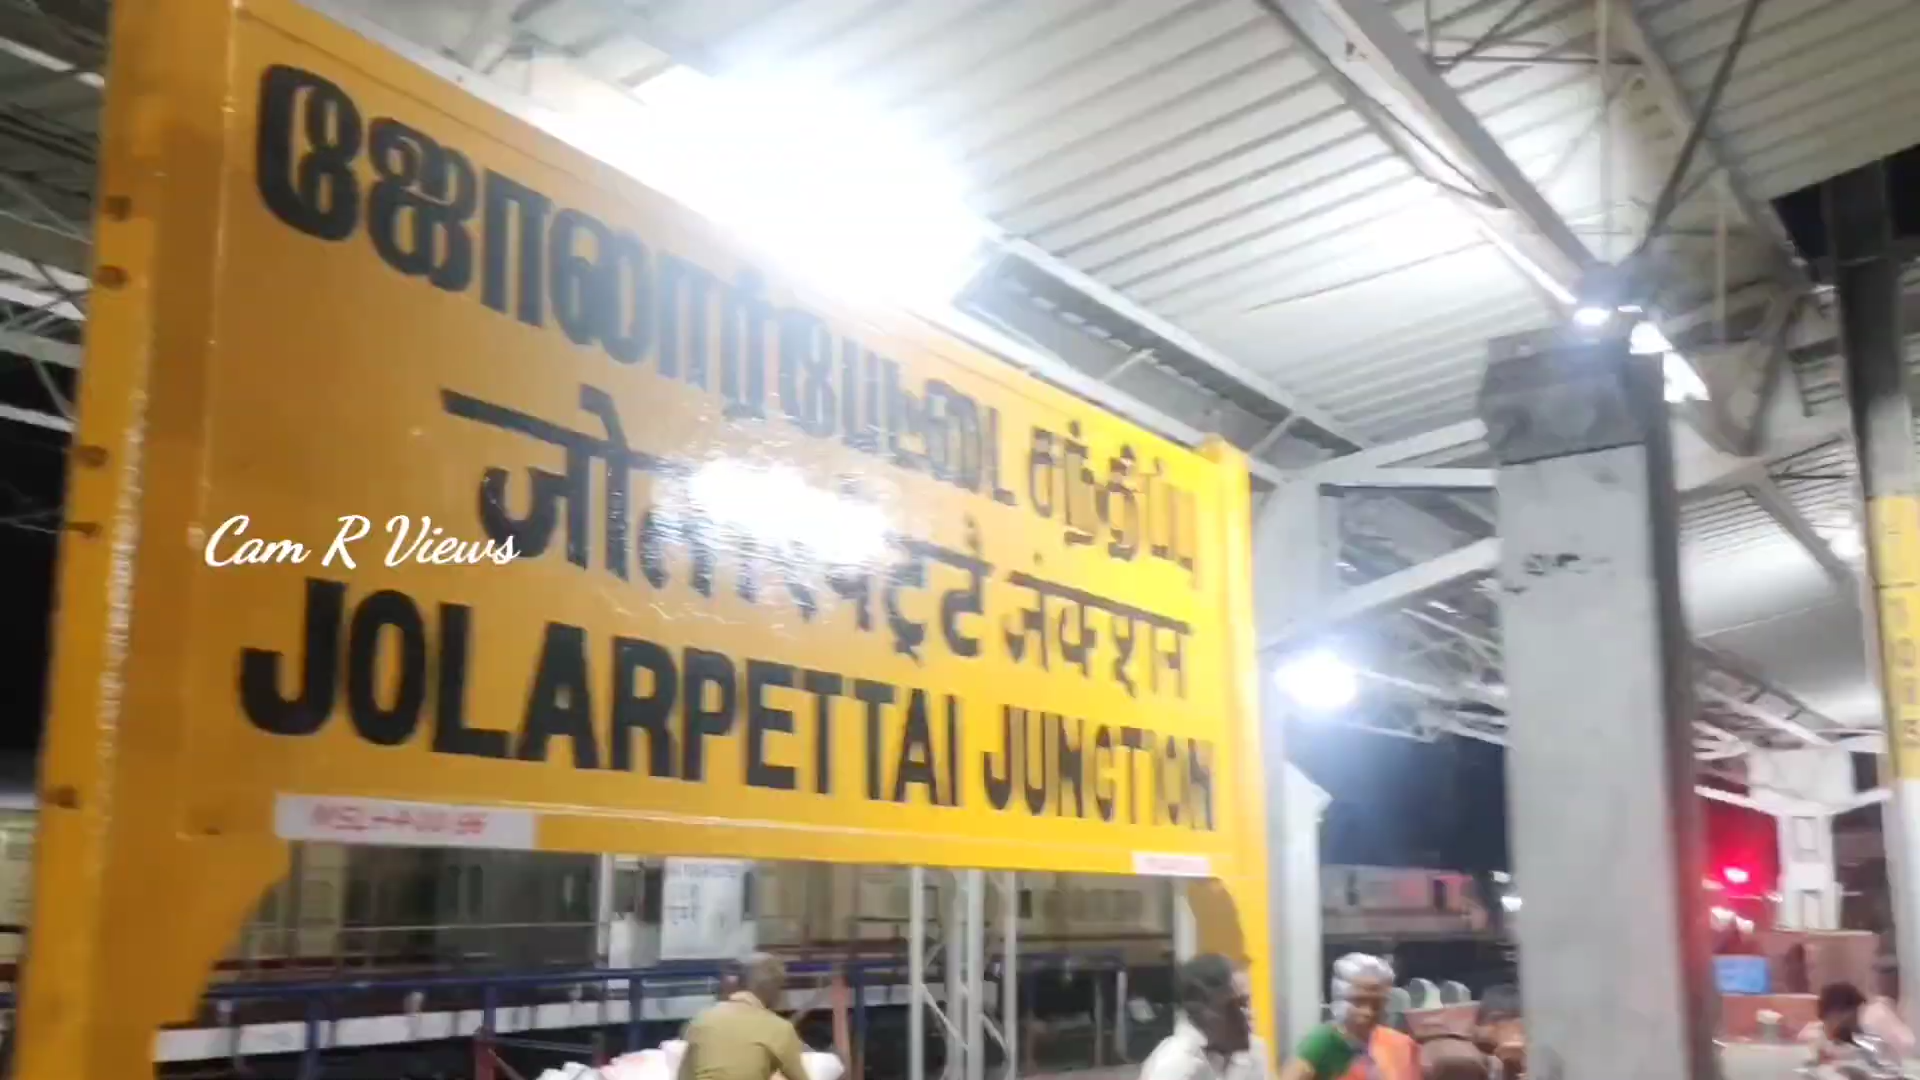 ஜோலார்பேட்டை சந்திப்பு
जोलारपेट्टै जंक्शन
Cam R Views
JOLARPETTAI JUNCTION